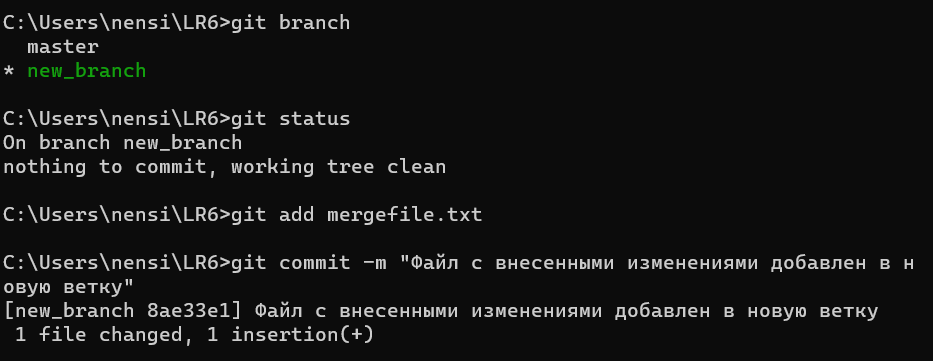 C:\Users\nensi\LR6>git branch
  master
* new_branch
C:\Users\nensi\LR6>git status
On branch new_branch
nothing to commit, working tree clean
C:\Users\nensi\LR6>git add mergefile.txt
C:\Users\nensi\LR6>git commit -m "Файл с внесенными изменениями добавлен в н
овую ветку"
[new_branch 8ae33e1] Файл с внесенными изменениями добавлен в новую ветку
 1 file changed, 1 insertion(+)